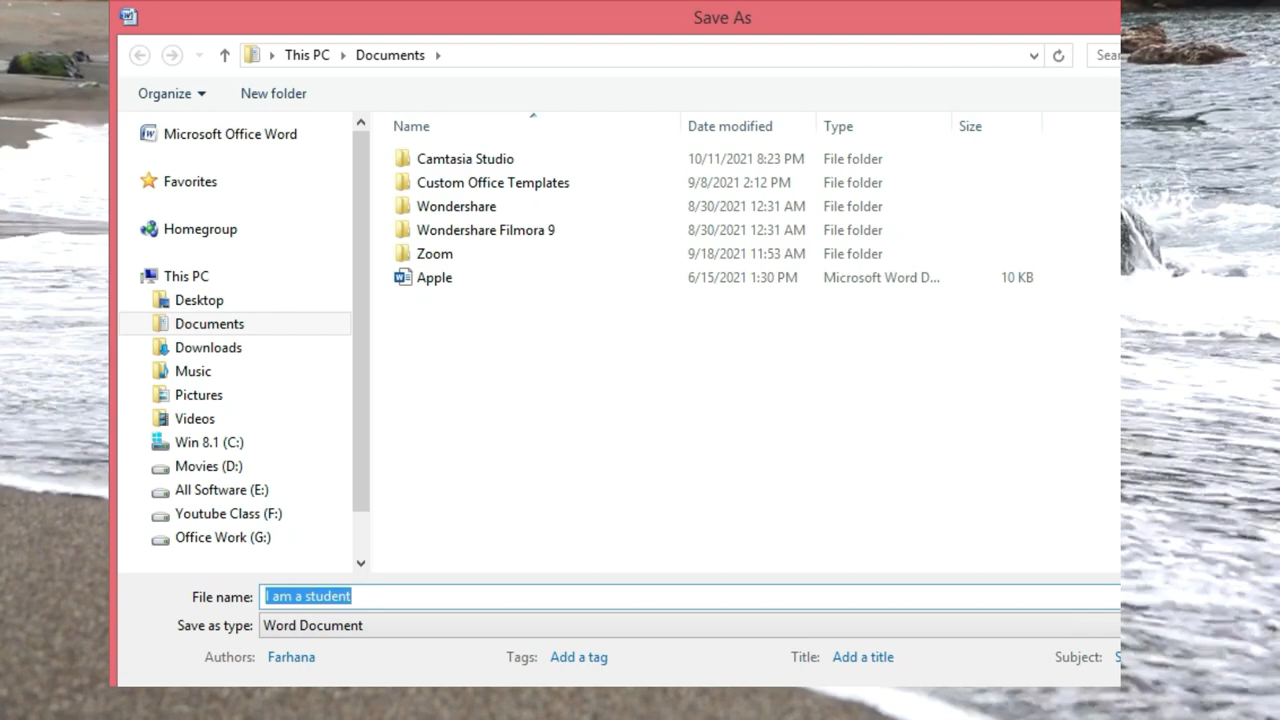 Save As
This PC Documents
Organize New folder
Microsoft Office Word
Favorites
Homegroup
This PC
Desktop
Documents
Downloads
Music
Pictures
Videos
Win 8.1 (C:)
Movies (D:)
All Software (E:)
Youtube Class (F:)
Office Work (G:)
Name Date modified Type Size
Camtasia Studio 10/11/2021 8:23 PM File folder
Custom Office Templates 9/8/2021 2:12 PM File folder
Wondershare 8/30/2021 12:31 AM File folder
Wondershare Filmora 9 8/30/2021 12:31 AM File folder
Zoom 9/18/2021 11:53 AM File folder
Apple 6/15/2021 1:30 PM Microsoft Word D... 10 KB
File name: I am a student
Save as type: Word Document
Authors: Farhana Tags: Add a tag Title: Add a title Subject: